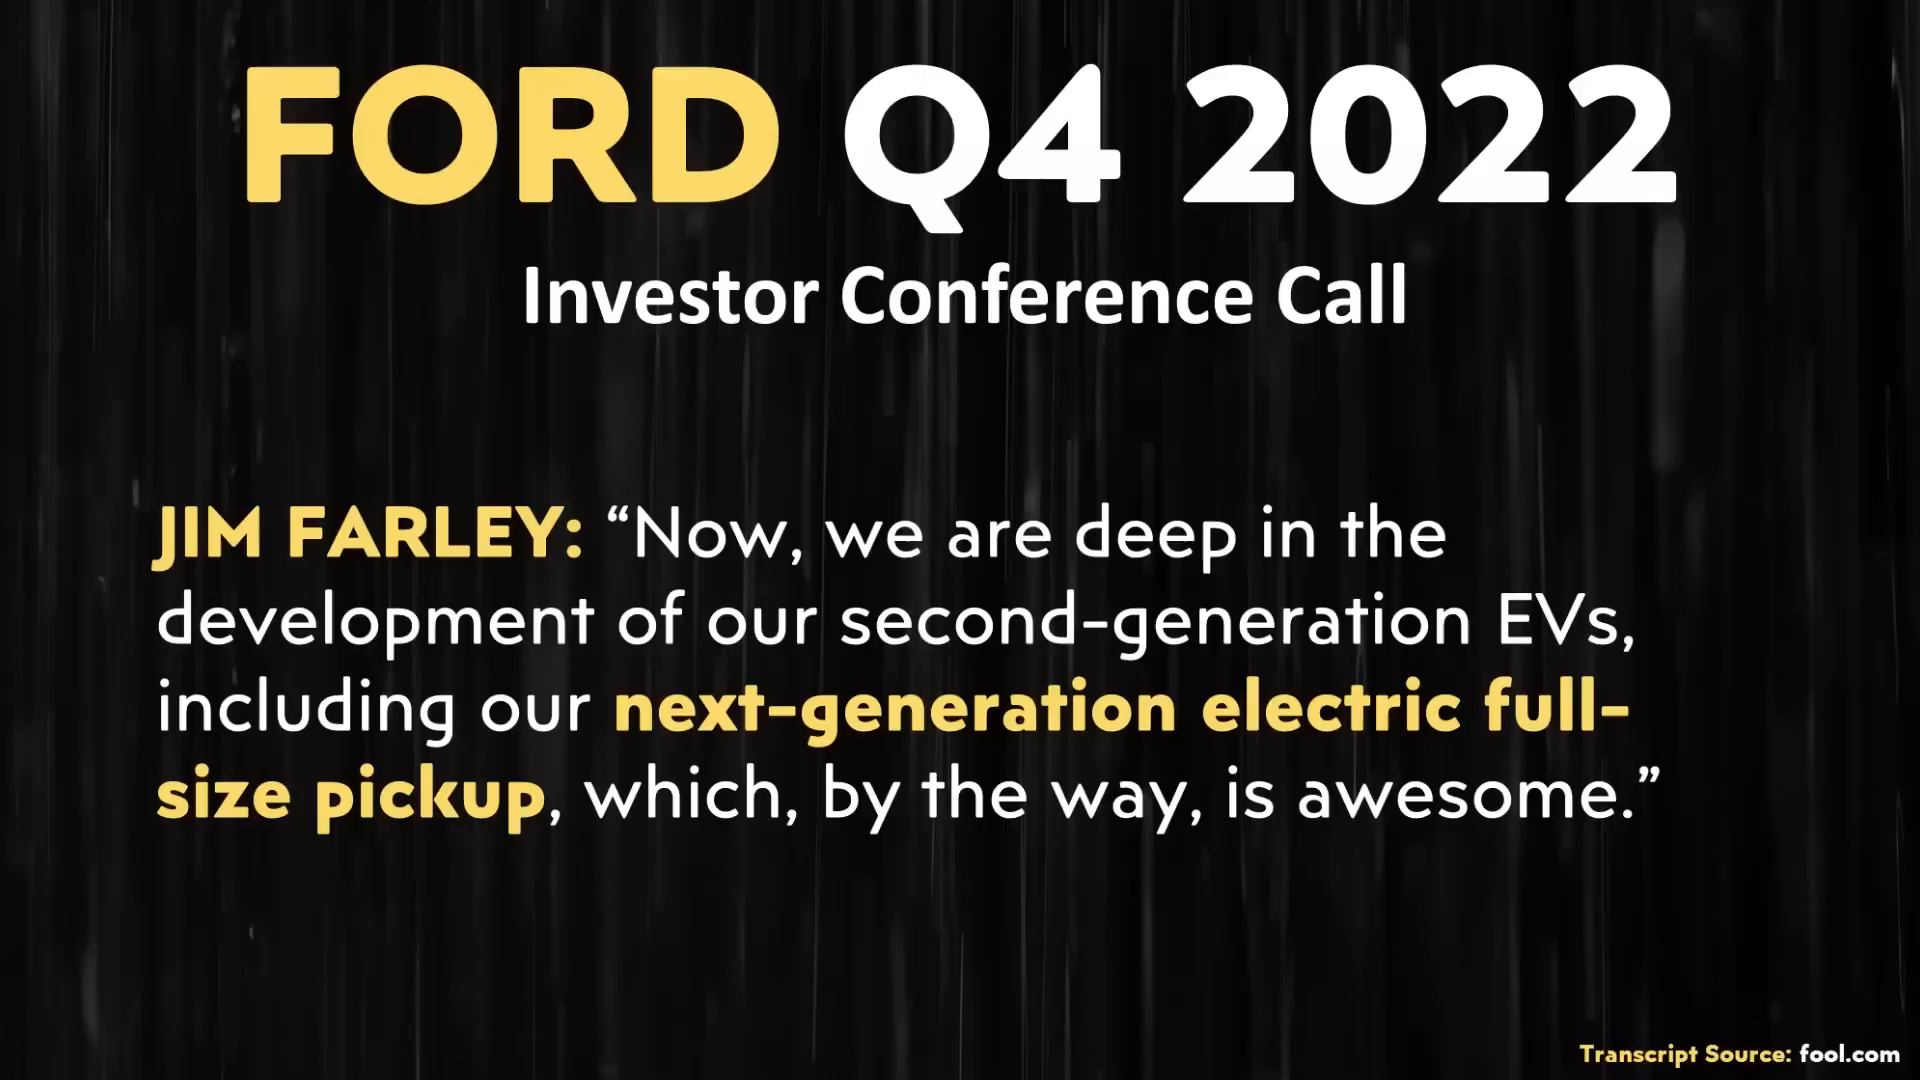 FORD Q4 2022
Investor Conference Call
JIM FARLEY: “Now, we are deep in the
development of our second-generation EVs,
including our next-generation electric full-
size pickup, which, by the way, is awesome.”
Transcript Source: fool.com